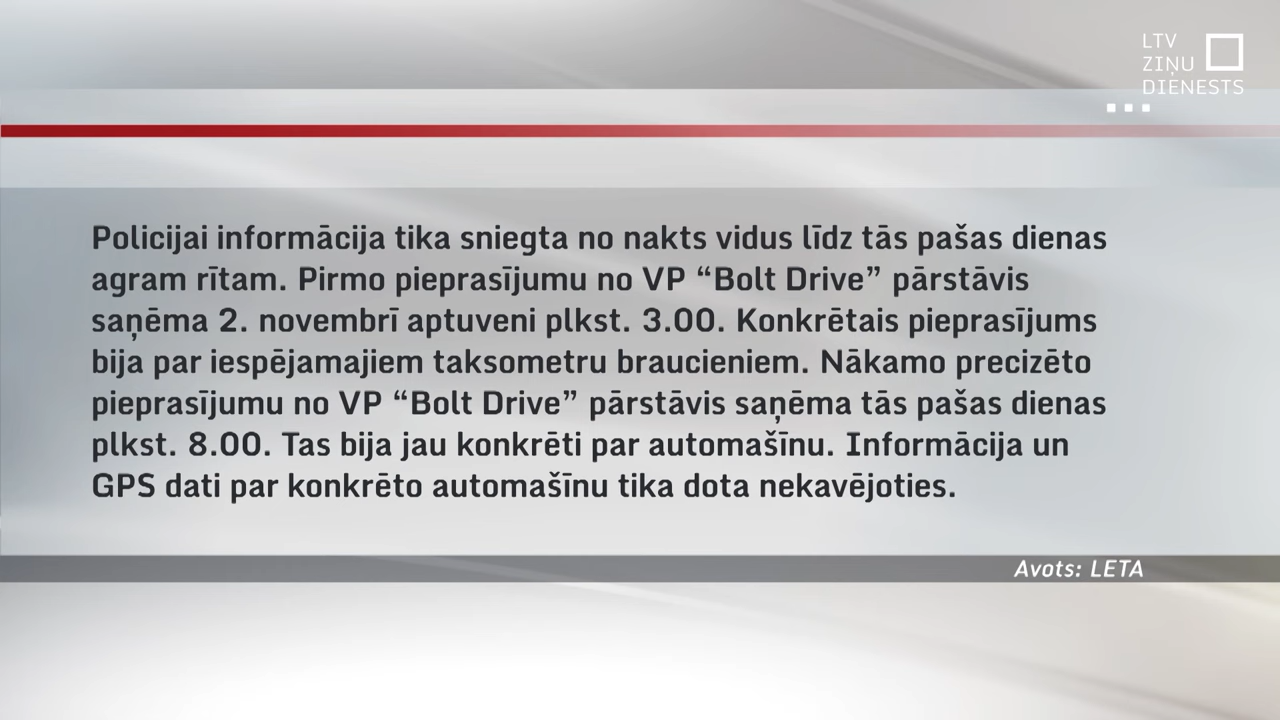 LTV
ZIŅU
DIENESTS
Policijai informācija tika sniegta no nakts vidus līdz tās pašas dienas
agram rītam. Pirmo pieprasījumu no VP “Bolt Drive” pārstāvis
saņēma 2. novembrī aptuveni plkst. 3.00. Konkrētais pieprasījums
bija par iespējamajiem taksometru braucieniem. Nākamo precizēto
pieprasījumu no VP “Bolt Drive” pārstāvis saņēma tās pašas dienas
plkst. 8.00. Tas bija jau konkrēti par automašīnu. Informācija un
GPS dati par konkrēto automašīnu tika dota nekavējoties.
Avots: LETA